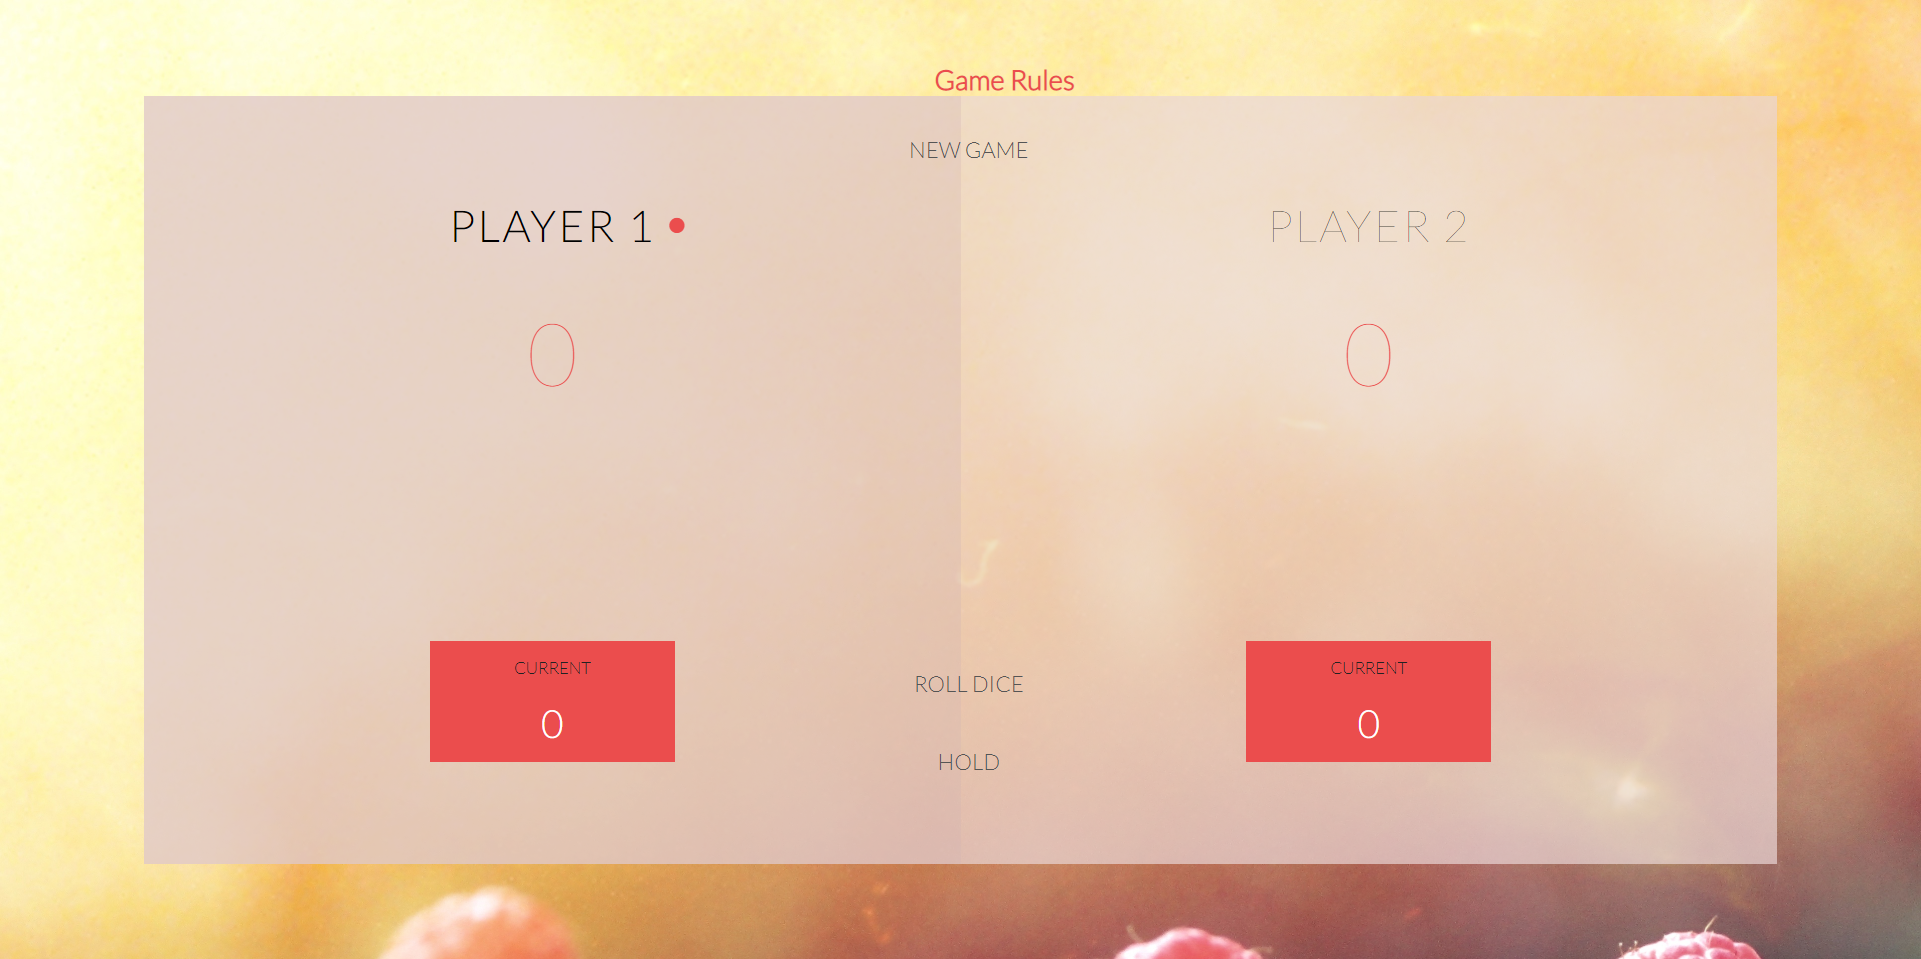 Game Rules
NEW GAME
PLAYER 1
PLAYER 2
0
0
CURRENT
0
CURRENT
0
ROLL DICE
HOLD